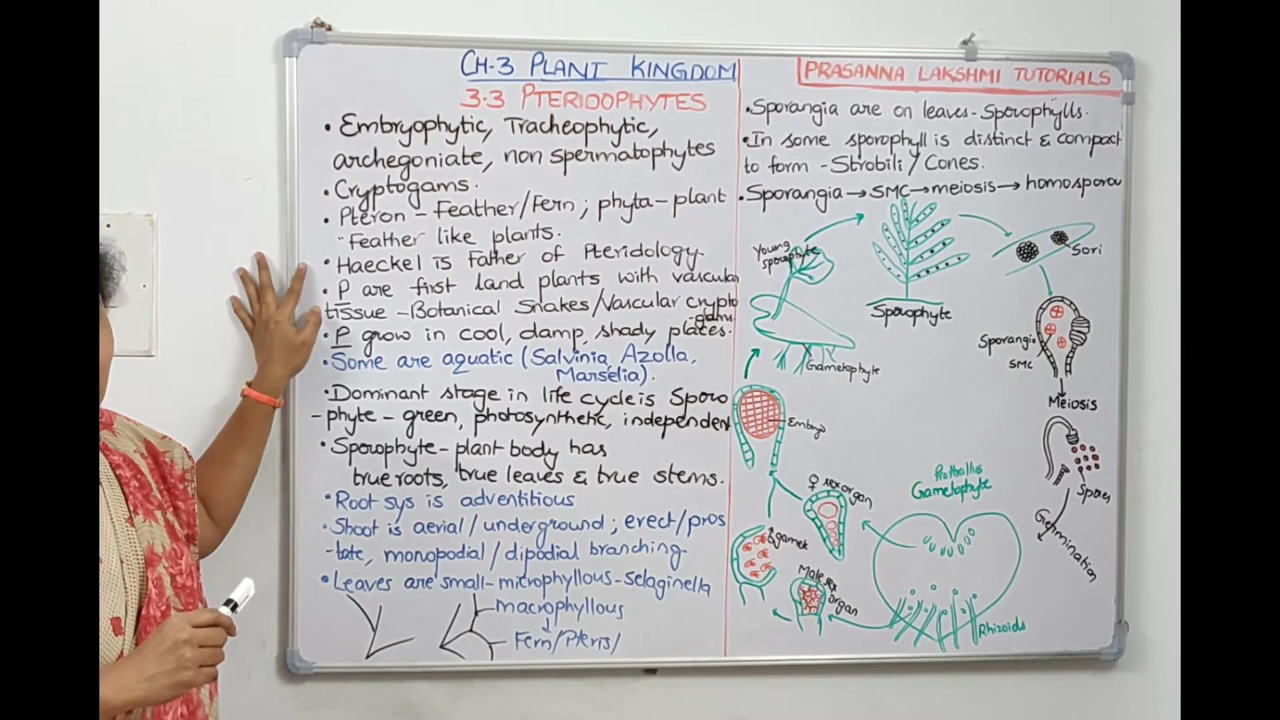 CH-3 PLANT KINGDOM
3.3 PTERIDOPHYTES
• Embryophytic, Tracheophytic,
archegoniate, non spermatophytes
• Cryptogams.
• Pteron - Feather/Fern; phyta - plant
"Feather like plants.
• Haeckel is Father of Pteridology.
• P are first land plants with vascular
tissue - Botanical Snakes/Vascular crypto
-gams
• P grow in cool, damp, shady places.
• Some are aquatic (Salvinia, Azolla,
Marselia).
• Dominant stage in life cycle is Sporo
-phyte - green, photosynthetic, independent
• Sporophyte - plant body has
true roots, true leaves & true stems.
• Root sys is adventitious
• Shoot is aerial/underground; erect/pros
-tate, monopodial/dipodial branching.
• Leaves are small - microphyllous - selaginella
macrophyllous
Fern/Pteris/
PRASANNA LAKSHMI TUTORIALS
• Sporangia are on leaves - Sporophylls.
• In some sporophyll is distinct & compact
to form - Strobili/Cones.
• Sporangia → SMC → meiosis → homosporou
Young
sporophyte
Sporophyte
Sori
Gametophyte
Sporangia
SMC
Meiosis
Embryo
Spores
Prothallus
Gametophyte
♀ sex organ
Germination
gamet
Male sex
organ
Rhizoids